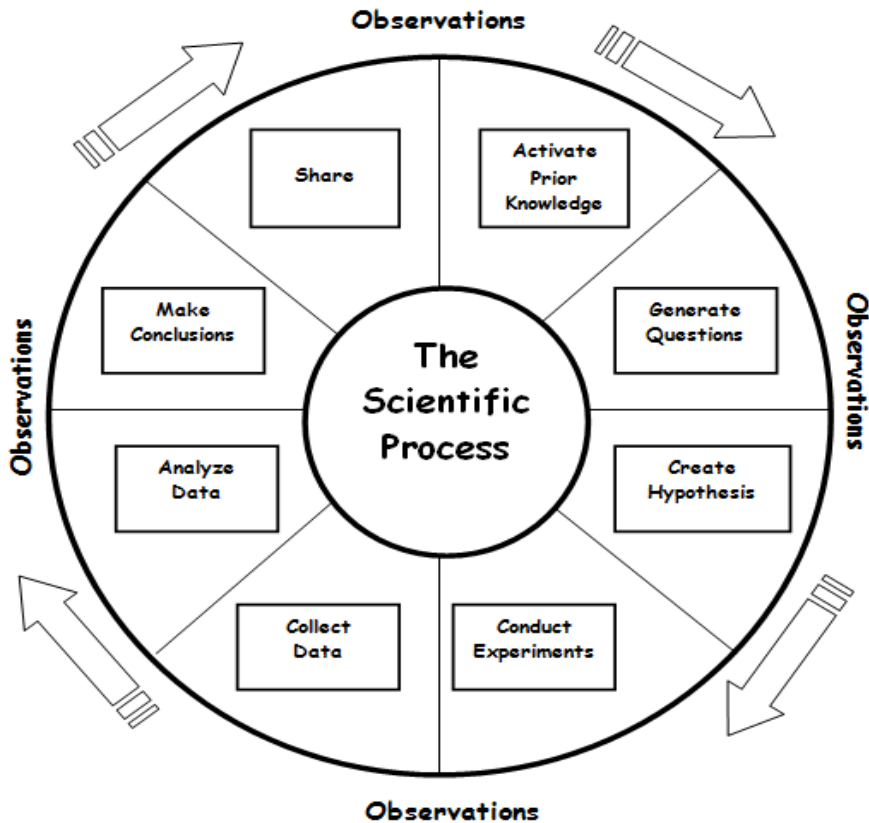 Observations
Share
Activate
Prior
Knowledge
Make
Conclusions
Generate
Questions
Observations
The
Scientific
Process
Observations
Analyze
Data
Create
Hypothesis
Collect
Data
Conduct
Experiments
Observations